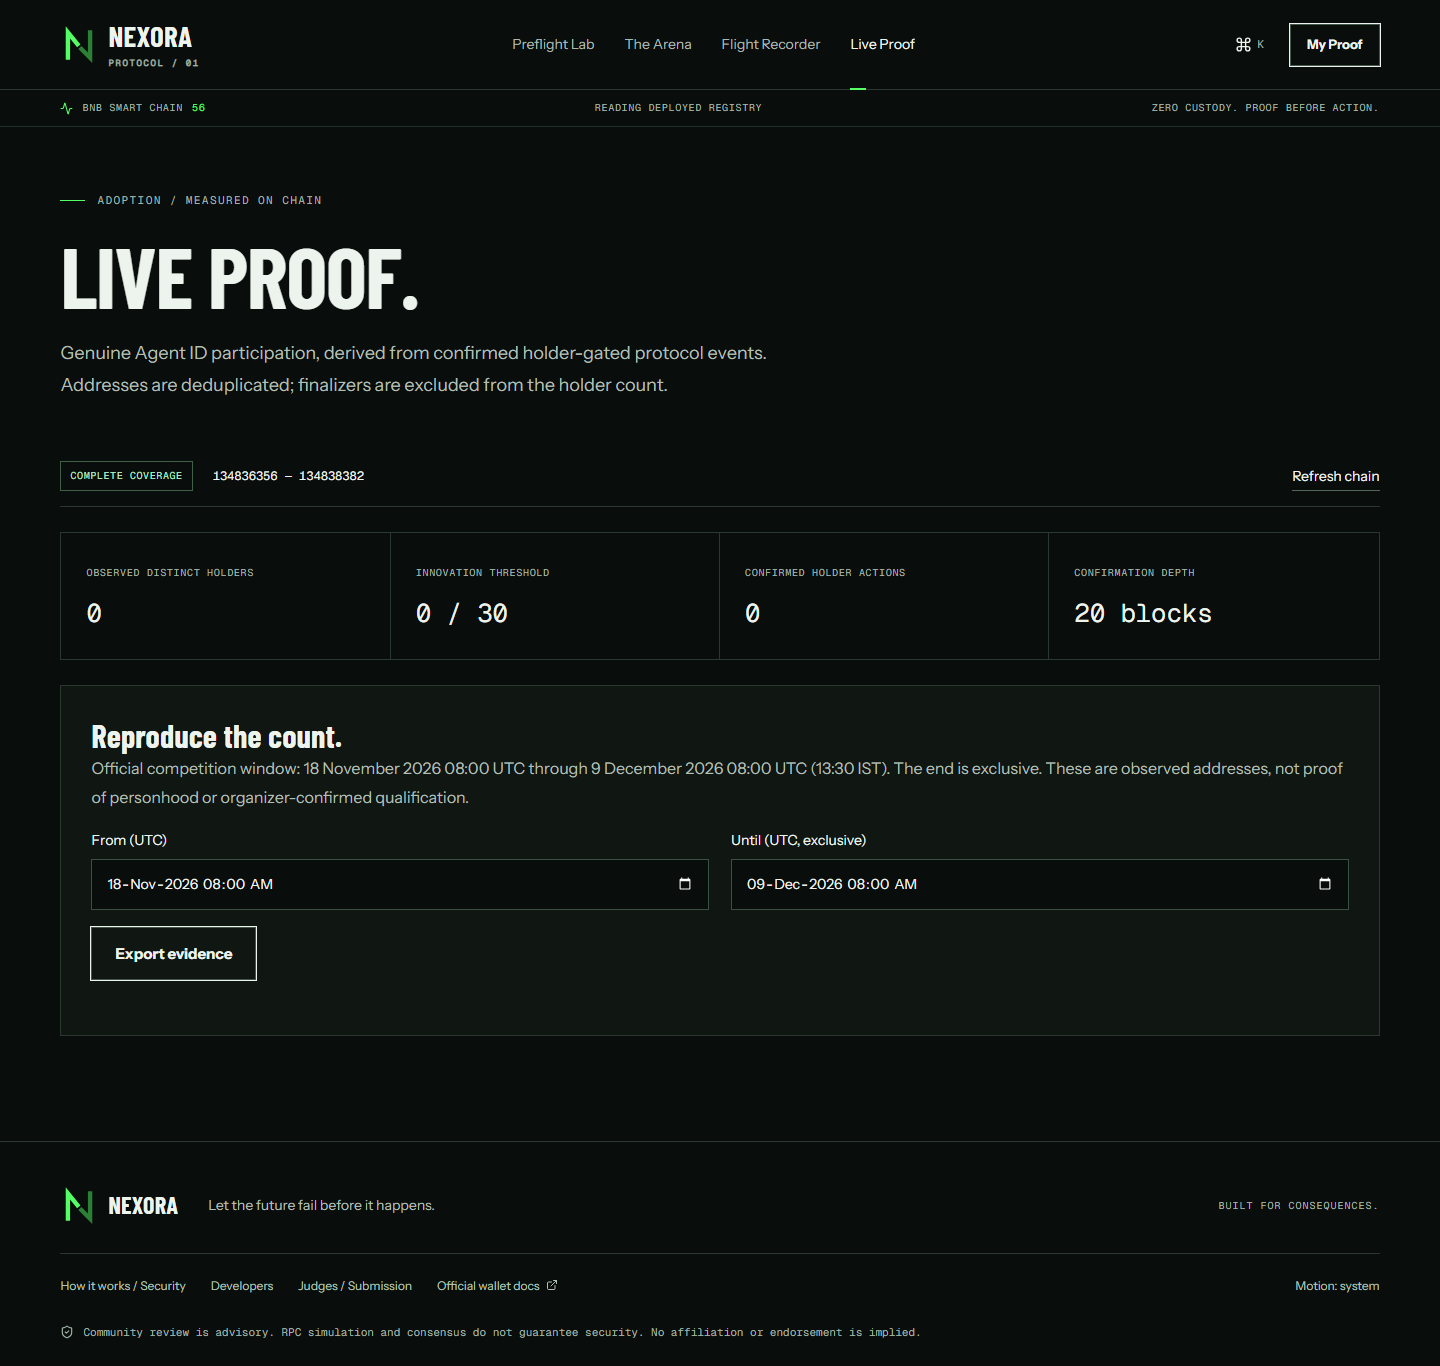 NEXORA
PROTOCOL / 01
Preflight Lab
The Arena
Flight Recorder
Live Proof
⌘ K
My Proof
BNB SMART CHAIN 56
READING DEPLOYED REGISTRY
ZERO CUSTODY. PROOF BEFORE ACTION.
ADOPTION / MEASURED ON CHAIN
LIVE PROOF.
Genuine Agent ID participation, derived from confirmed holder-gated protocol events.
Addresses are deduplicated; finalizers are excluded from the holder count.
COMPLETE COVERAGE
134836356 — 134838382
Refresh chain
OBSERVED DISTINCT HOLDERS
0
INNOVATION THRESHOLD
0 / 30
CONFIRMED HOLDER ACTIONS
0
CONFIRMATION DEPTH
20 blocks
Reproduce the count.
Official competition window: 18 November 2026 08:00 UTC through 9 December 2026 08:00 UTC (13:30 IST). The end is exclusive. These are observed addresses, not proof
of personhood or organizer-confirmed qualification.
From (UTC)
18-Nov-2026 08:00 AM
Until (UTC, exclusive)
09-Dec-2026 08:00 AM
Export evidence
NEXORA
Let the future fail before it happens.
BUILT FOR CONSEQUENCES.
How it works / Security
Developers
Judges / Submission
Official wallet docs
Motion: system
Community review is advisory. RPC simulation and consensus do not guarantee security. No affiliation or endorsement is implied.